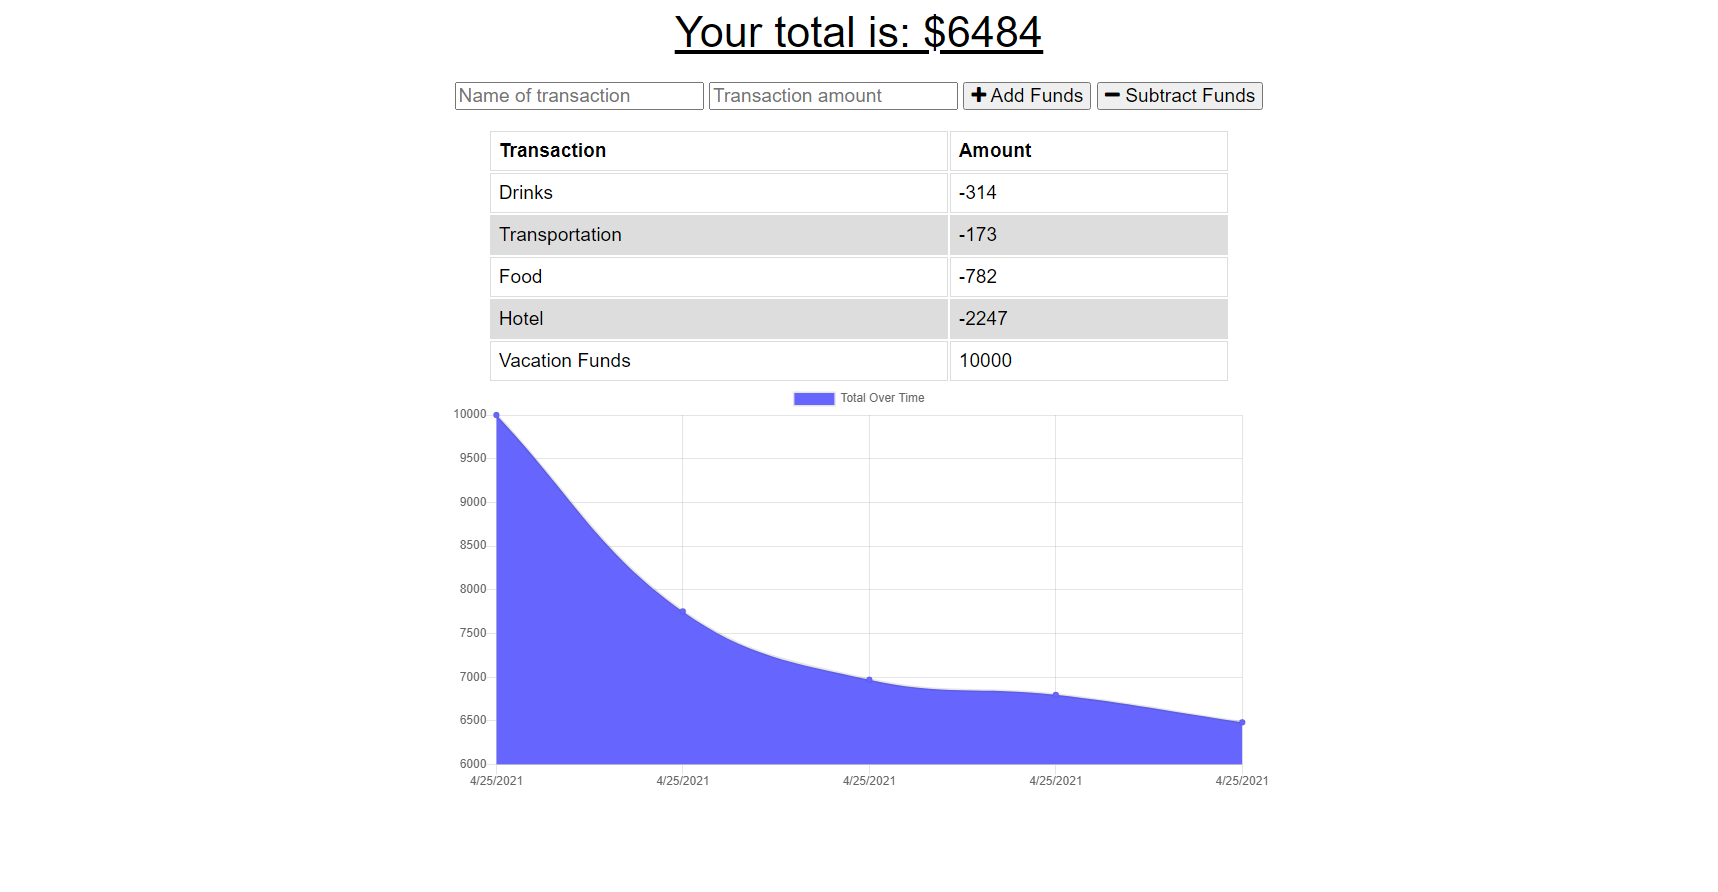 Your total is: $6484
Name of transaction Transaction amount Add Funds Subtract Funds
Transaction Amount
Drinks -314
Transportation -173
Food -782
Hotel -2247
Vacation Funds 10000
Total Over Time
10000
9500
9000
8500
8000
7500
7000
6500
6000
4/25/2021 4/25/2021 4/25/2021 4/25/2021 4/25/2021